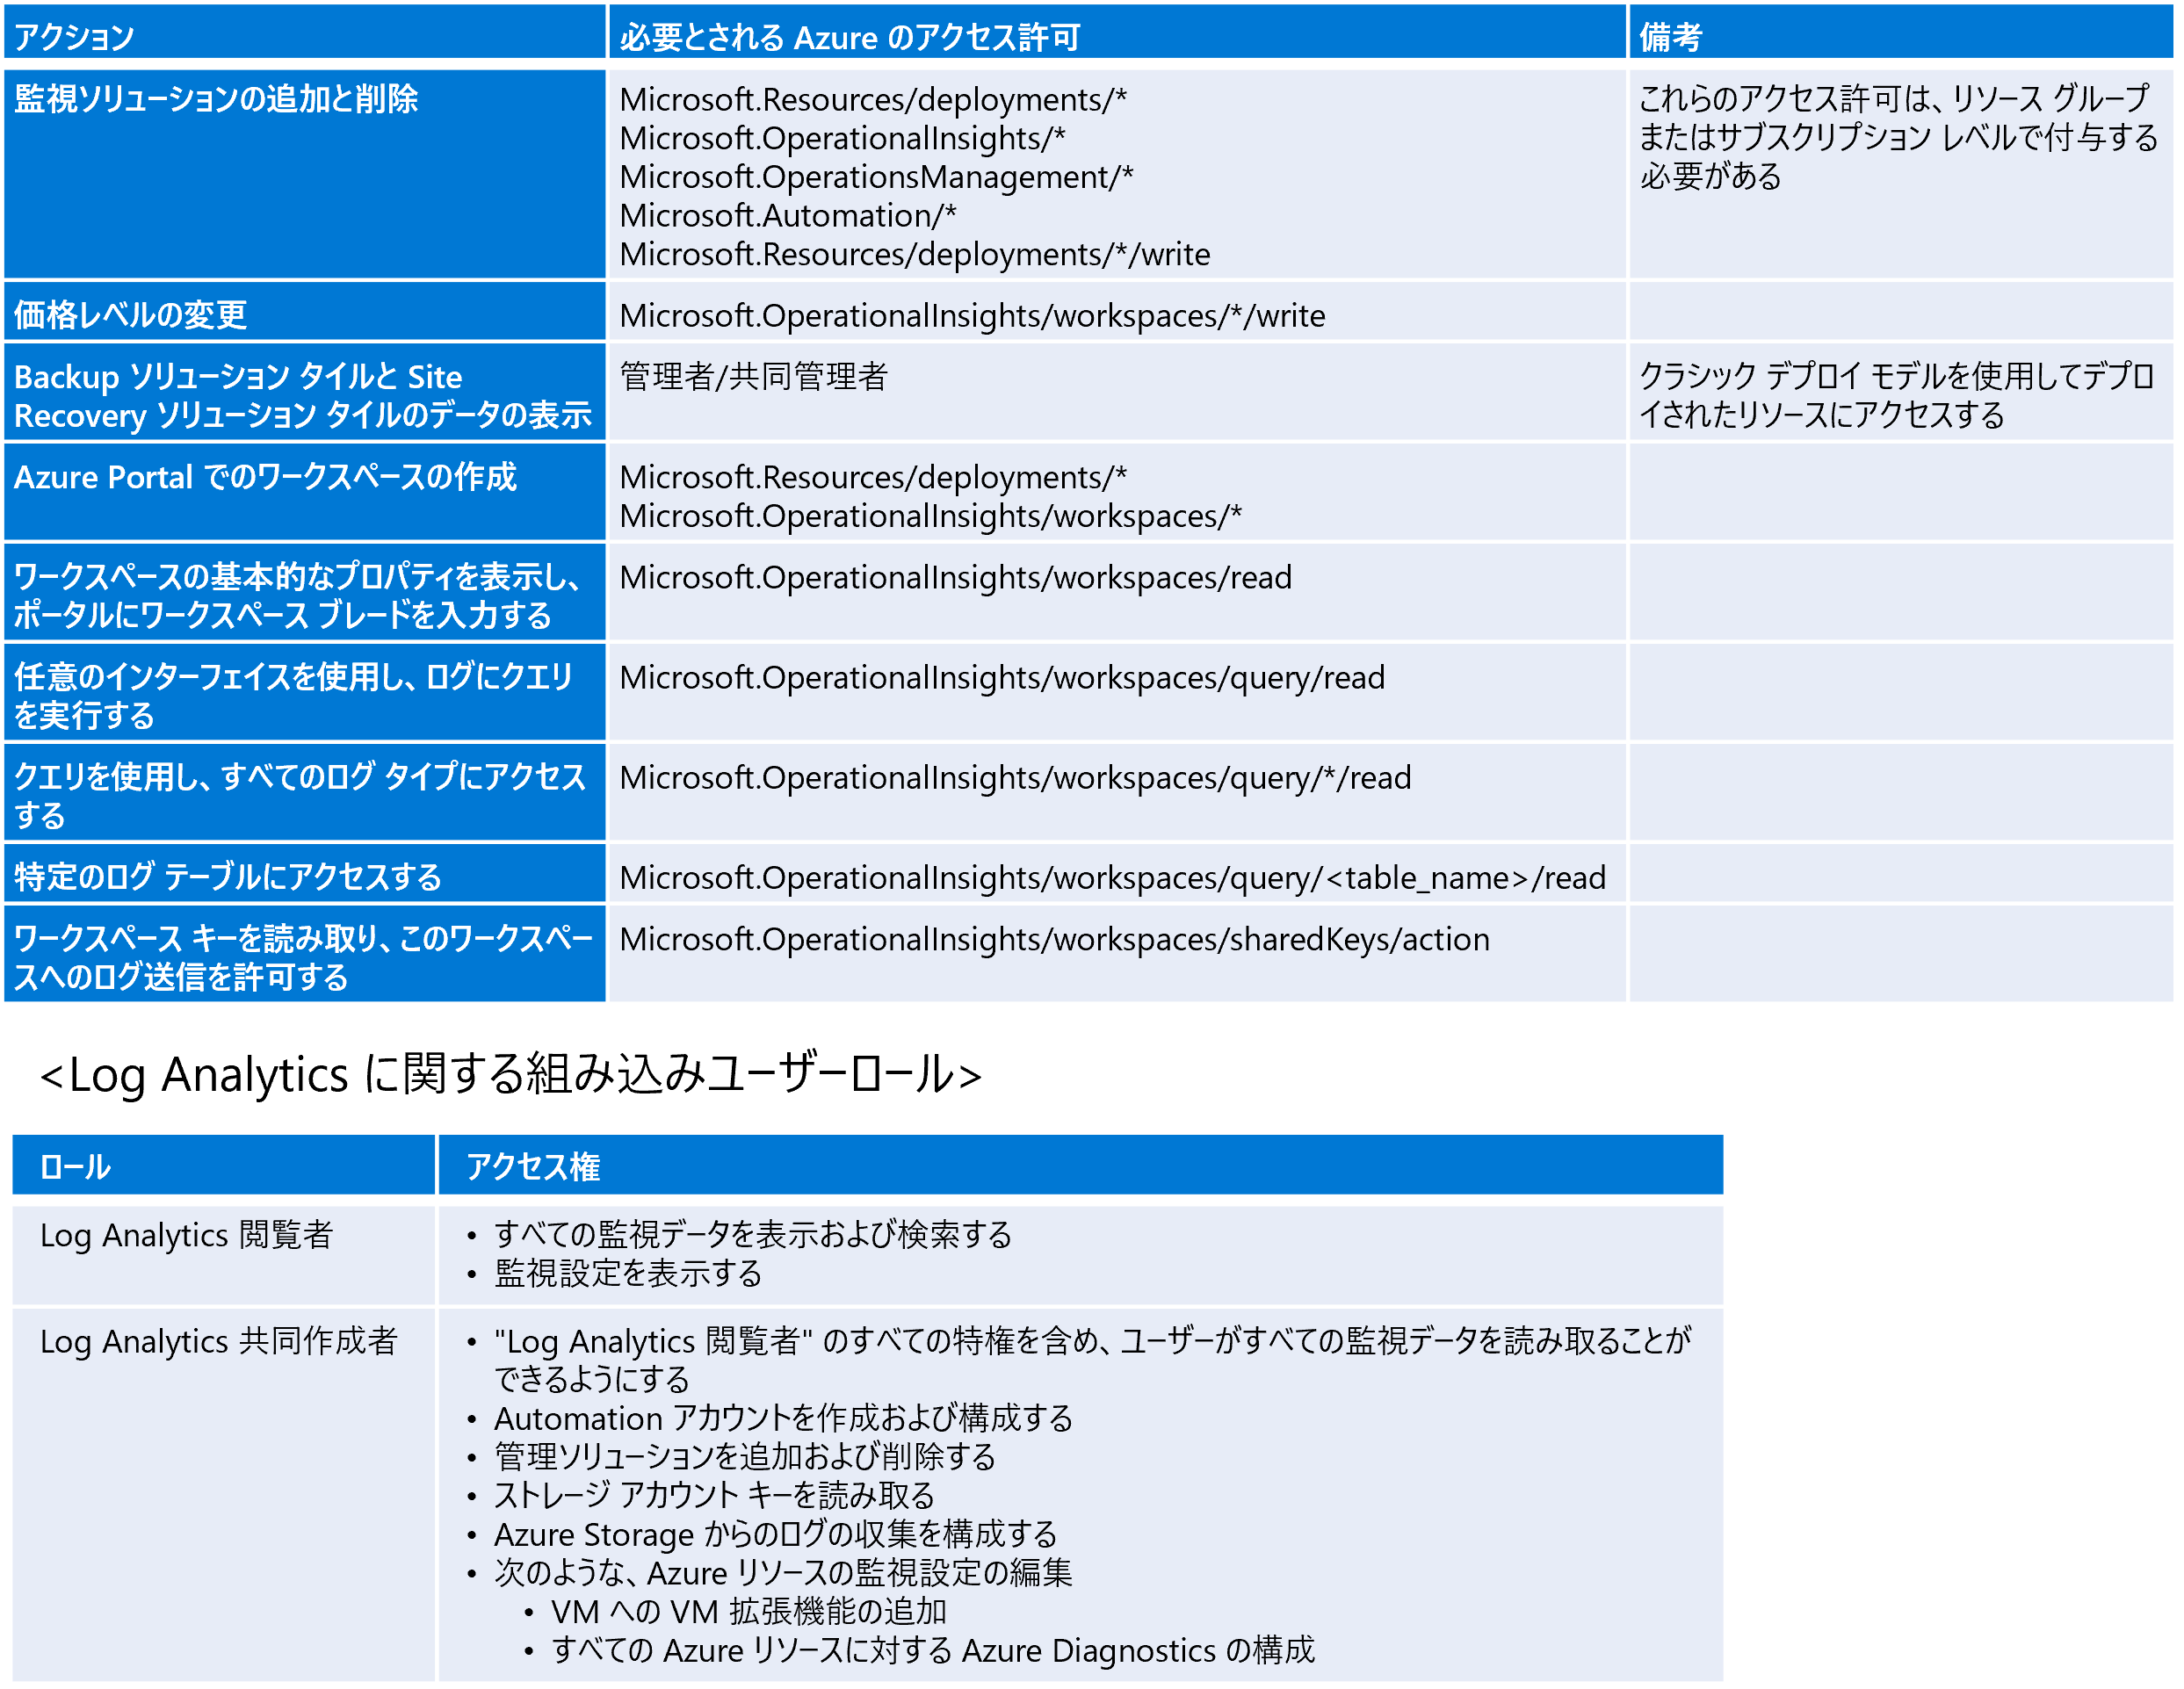 アクション
必要とされる Azure のアクセス許可
備考
監視ソリューションの追加と削除
Microsoft.Resources/deployments/*
Microsoft.OperationalInsights/*
Microsoft.OperationsManagement/*
Microsoft.Automation/*
Microsoft.Resources/deployments/*/write
これらのアクセス許可は、リソース グループ
またはサブスクリプション レベルで付与する
必要がある
価格レベルの変更
Microsoft.OperationalInsights/workspaces/*/write
Backup ソリューション タイルと Site
Recovery ソリューション タイルのデータの表示
管理者/共同管理者
クラシック デプロイ モデルを使用してデプロ
イされたリソースにアクセスする
Azure Portal でのワークスペースの作成
Microsoft.Resources/deployments/*
Microsoft.OperationalInsights/workspaces/*
ワークスペースの基本的なプロパティを表示し、
ポータルにワークスペース ブレードを入力する
Microsoft.OperationalInsights/workspaces/read
任意のインターフェイスを使用し、ログにクエリ
を実行する
Microsoft.OperationalInsights/workspaces/query/read
クエリを使用し、すべてのログ タイプにアクセス
する
Microsoft.OperationalInsights/workspaces/query/*/read
特定のログ テーブルにアクセスする
Microsoft.OperationalInsights/workspaces/query/<table_name>/read
ワークスペース キーを読み取り、このワークスペー
スへのログ送信を許可する
Microsoft.OperationalInsights/workspaces/sharedKeys/action
<Log Analytics に関する組み込みユーザーロール>
ロール
アクセス権
Log Analytics 閲覧者
• すべての監視データを表示および検索する
• 監視設定を表示する
Log Analytics 共同作成者
• "Log Analytics 閲覧者" のすべての特権を含め、ユーザーがすべての監視データを読み取ることが
できるようにする
• Automation アカウントを作成および構成する
• 管理ソリューションを追加および削除する
• ストレージ アカウント キーを読み取る
• Azure Storage からのログの収集を構成する
• 次のような、Azure リソースの監視設定の編集
• VM への VM 拡張機能の追加
• すべての Azure リソースに対する Azure Diagnostics の構成